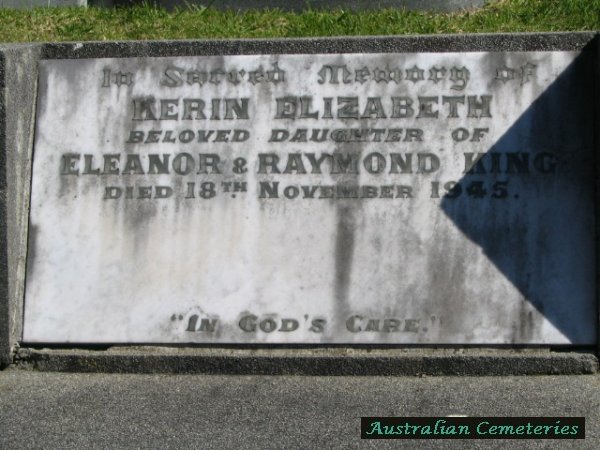 In Sacred Memory of
KERIN ELIZABETH
BELOVED DAUGHTER OF
ELEANOR & RAYMOND KING
DIED 18TH NOVEMBER 1945.
"IN GOD'S CARE."
Australian Cemeteries